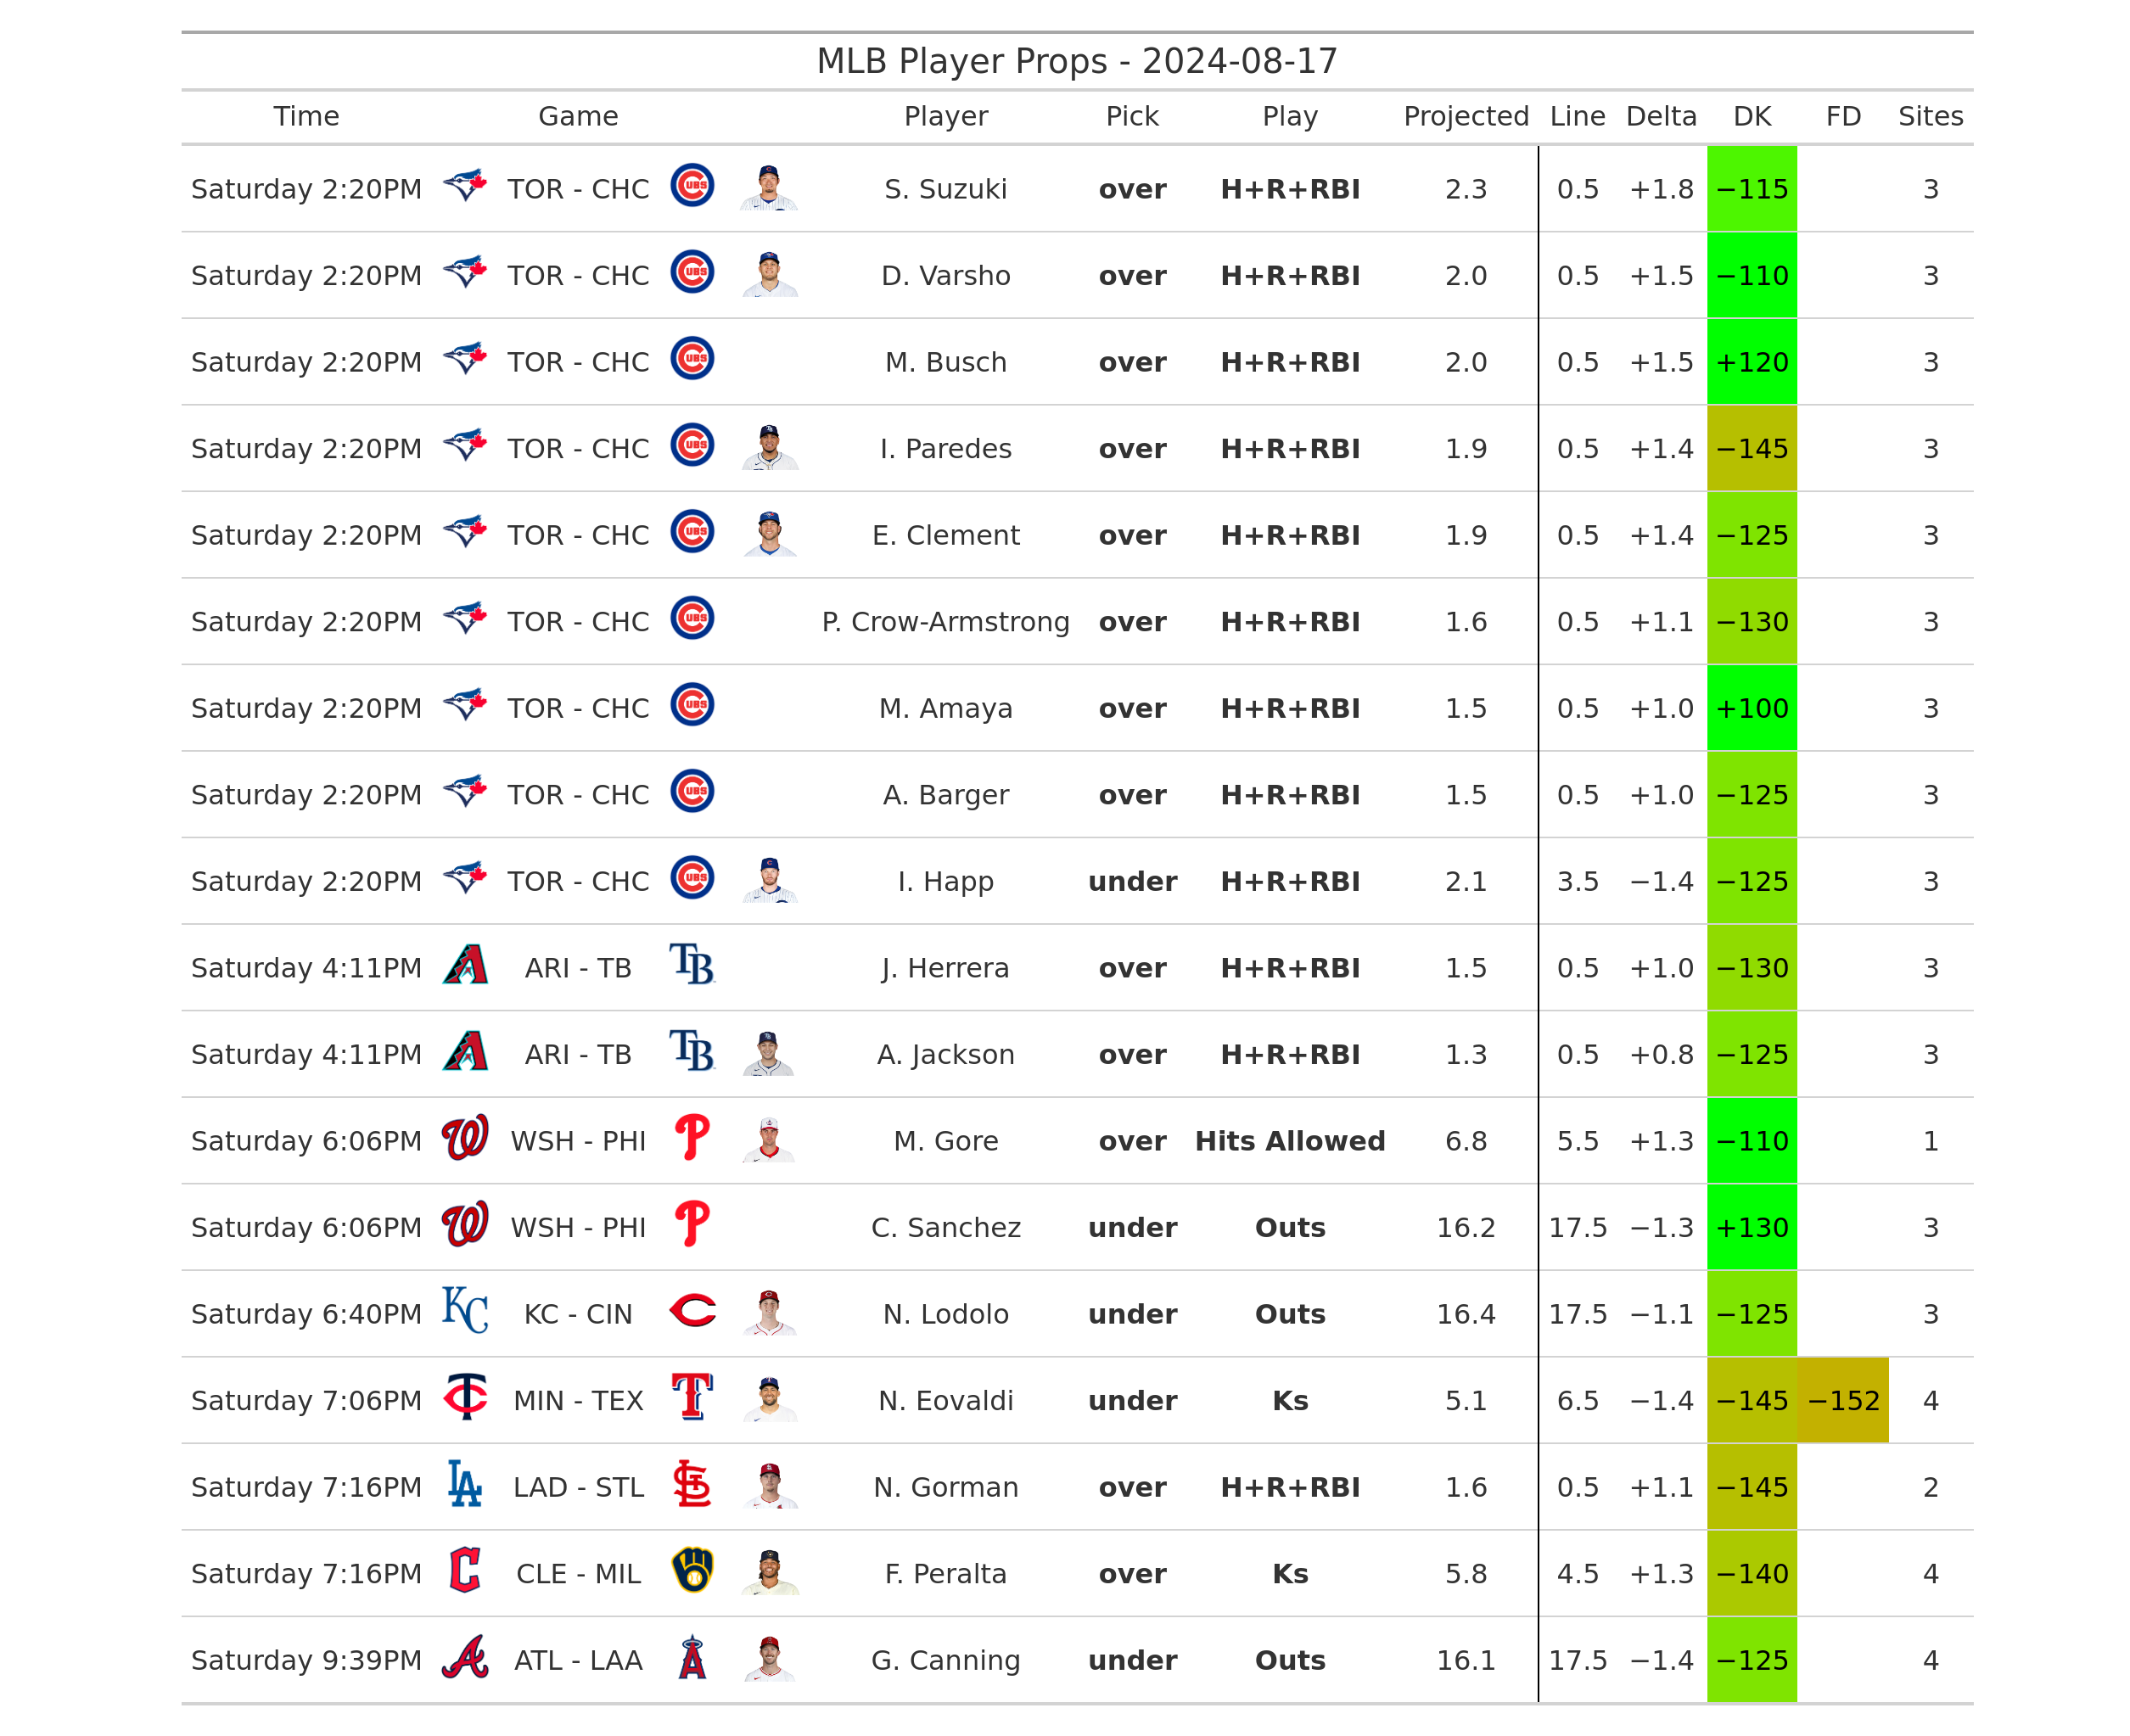 MLB Player Props - 2024-08-17
Time Game Player Pick Play Projected Line Delta DK FD Sites
Saturday 2:20PM TOR - CHC CUBS S. Suzuki over H+R+RBI 2.3 0.5 +1.8 −115 3
Saturday 2:20PM TOR - CHC CUBS D. Varsho over H+R+RBI 2.0 0.5 +1.5 −110 3
Saturday 2:20PM TOR - CHC CUBS M. Busch over H+R+RBI 2.0 0.5 +1.5 +120 3
Saturday 2:20PM TOR - CHC CUBS I. Paredes over H+R+RBI 1.9 0.5 +1.4 −145 3
Saturday 2:20PM TOR - CHC CUBS E. Clement over H+R+RBI 1.9 0.5 +1.4 −125 3
Saturday 2:20PM TOR - CHC CUBS P. Crow-Armstrong over H+R+RBI 1.6 0.5 +1.1 −130 3
Saturday 2:20PM TOR - CHC CUBS M. Amaya over H+R+RBI 1.5 0.5 +1.0 +100 3
Saturday 2:20PM TOR - CHC CUBS A. Barger over H+R+RBI 1.5 0.5 +1.0 −125 3
Saturday 2:20PM TOR - CHC CUBS I. Happ under H+R+RBI 2.1 3.5 −1.4 −125 3
Saturday 4:11PM A ARI - TB TB J. Herrera over H+R+RBI 1.5 0.5 +1.0 −130 3
Saturday 4:11PM A ARI - TB TB A. Jackson over H+R+RBI 1.3 0.5 +0.8 −125 3
Saturday 6:06PM W WSH - PHI P M. Gore over Hits Allowed 6.8 5.5 +1.3 −110 1
Saturday 6:06PM W WSH - PHI P C. Sanchez under Outs 16.2 17.5 −1.3 +130 3
Saturday 6:40PM KC KC - CIN C N. Lodolo under Outs 16.4 17.5 −1.1 −125 3
Saturday 7:06PM TC MIN - TEX T N. Eovaldi under Ks 5.1 6.5 −1.4 −145 −152 4
Saturday 7:16PM LA LAD - STL STL N. Gorman over H+R+RBI 1.6 0.5 +1.1 −145 2
Saturday 7:16PM C CLE - MIL F. Peralta over Ks 5.8 4.5 +1.3 −140 4
Saturday 9:39PM A ATL - LAA A G. Canning under Outs 16.1 17.5 −1.4 −125 4